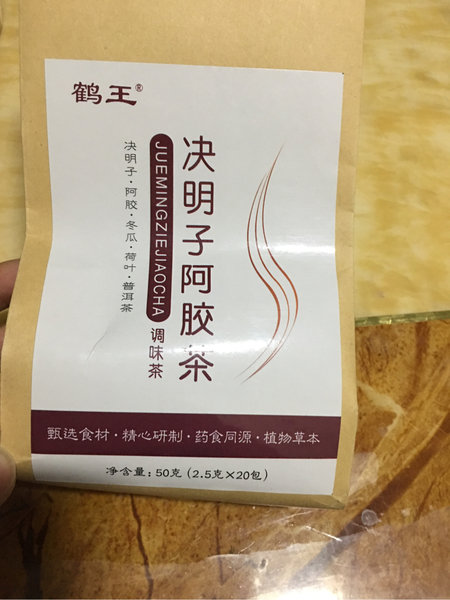 鹤王®
决明子阿胶茶
JUEMINGZIEJIAOCHA
调味茶
决明子·阿胶·冬瓜·荷叶·普洱茶
甄选食材·精心研制·药食同源·植物草本
净含量:50克(2.5克×20包)